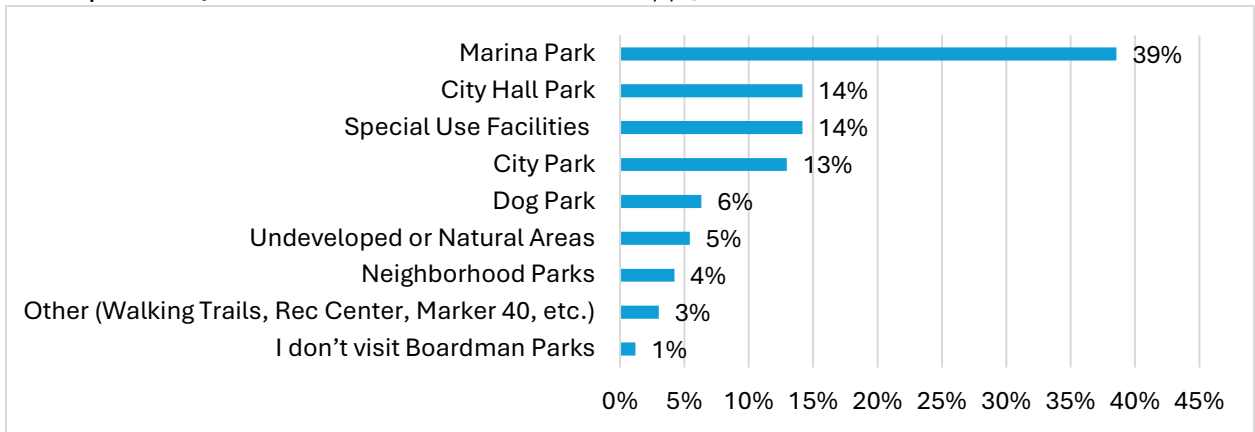 Marina Park 39%
City Hall Park 14%
Special Use Facilities 14%
City Park 13%
Dog Park 6%
Undeveloped or Natural Areas 5%
Neighborhood Parks 4%
Other (Walking Trails, Rec Center, Marker 40, etc.) 3%
I don’t visit Boardman Parks 1%
0% 5% 10% 15% 20% 25% 30% 35% 40% 45%